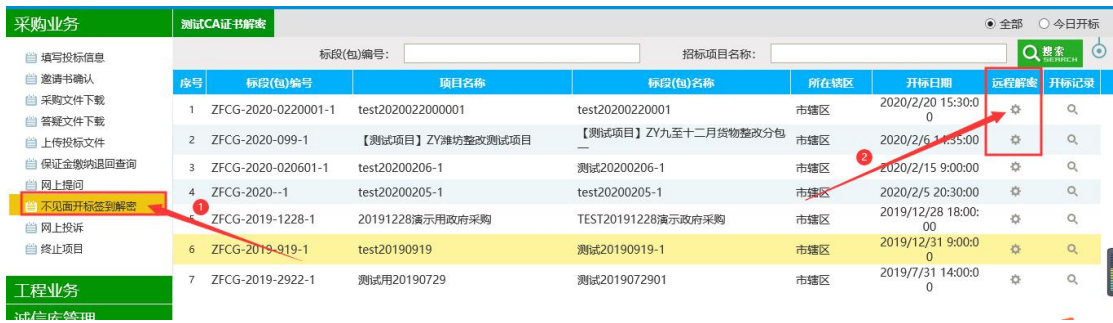 采购业务
测试CA证书解密
全部
今日开标
填写投标信息
标段(包)编号：
招标项目名称：
搜索
SEARCH
邀请书确认
采购文件下载
答疑文件下载
上传投标文件
保证金缴纳退回查询
网上提问
不见面开标签到解密
网上投诉
终止项目
工程业务
序号 标段(包)编号 项目名称 标段(包)名称 所在辖区 开标日期 远程解密 开标记录
1 ZFCG-2020-0220001-1 test2020022000001 test20200220001 市辖区 2020/2/20 15:30:0
0
2 ZFCG-2020-099-1 【测试项目】ZY潍坊整改测试项目 【测试项目】ZY九至十二月货物整改分包 市辖区 2020/2/6 14:35:00
一
3 ZFCG-2020-020601-1 test20200206-1 测试20200206-1 市辖区 2020/2/15 9:00:00
4 ZFCG-2020--1 test20200205-1 test20200205-1 市辖区 2020/2/5 20:30:00
5 ZFCG-2019-1228-1 20191228演示用政府采购 TEST20191228演示政府采购 市辖区 2019/12/28 18:00:
00
6 ZFCG-2019-919-1 test20190919 测试20190919-1 市辖区 2019/12/31 9:00:0
0
7 ZFCG-2019-2922-1 测试用20190729 测试2019072901 市辖区 2019/7/31 14:00:0
0
1
2
诚信库管理